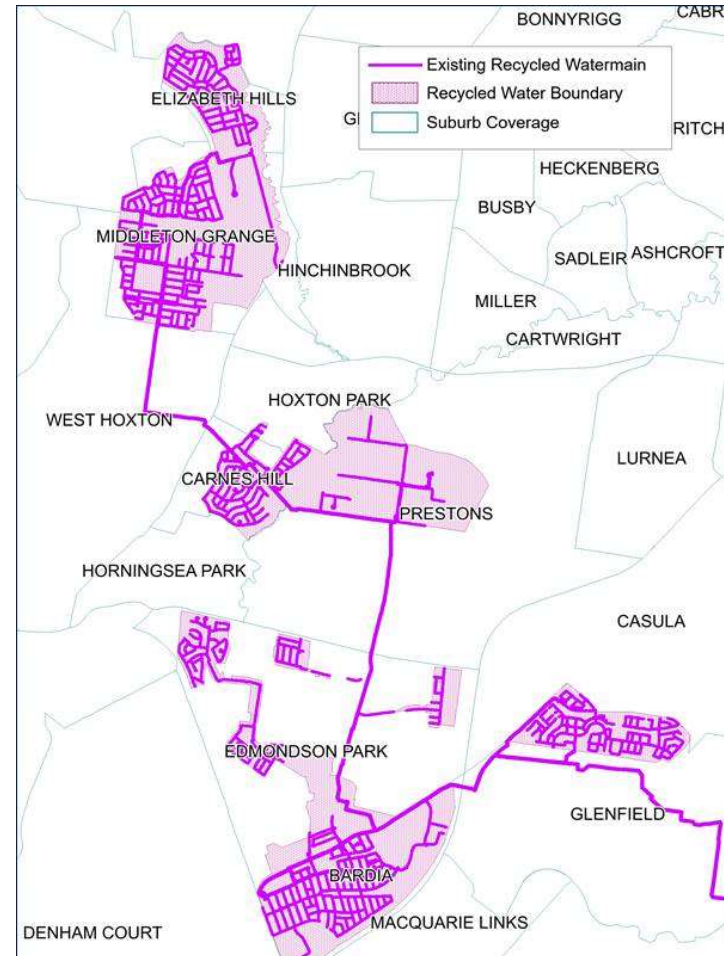 BONNYRIGG
CABR
Existing Recycled Watermain
Recycled Water Boundary
Suburb Coverage
ELIZABETH HILLS
RITCH
HECKENBERG
BUSBY
MIDDLETON GRANGE
SADLEIR
ASHCROFT
HINCHINBROOK
MILLER
CARTWRIGHT
HOXTON PARK
WEST HOXTON
LURNEA
CARNES HILL
PRESTONS
HORNINGSEA PARK
CASULA
EDMONDSON PARK
GLENFIELD
BARDIA
MACQUARIE LINKS
DENHAM COURT